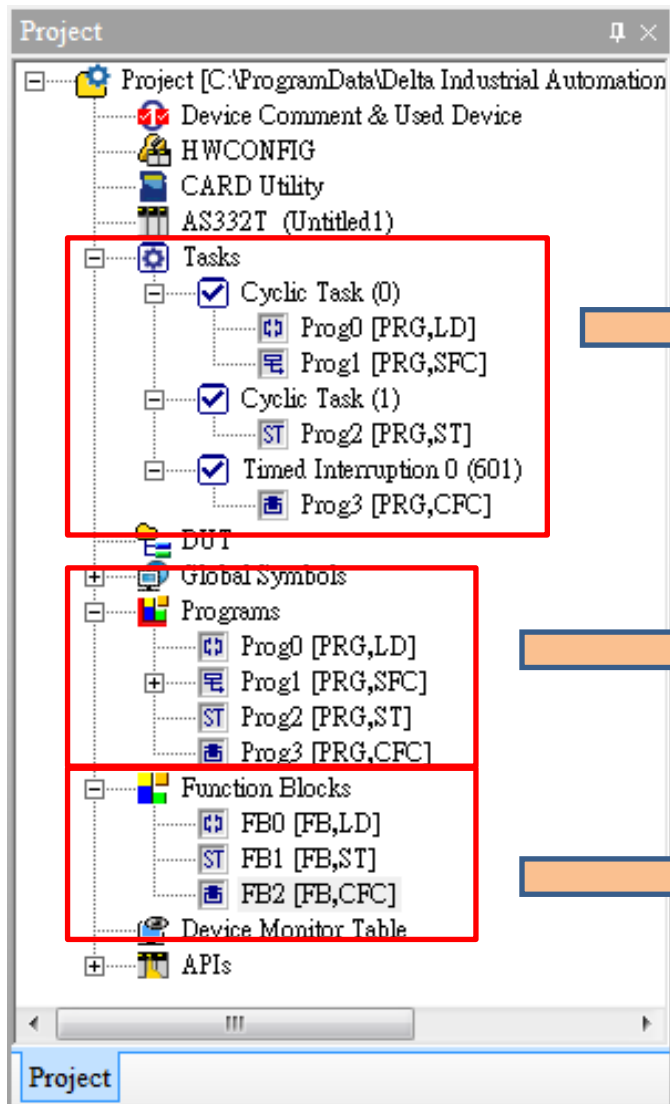 Project
Project [C:\ProgramData\Delta Industrial Automation
Device Comment & Used Device
HWCONFIG
CARD Utility
AS332T (Untitled1)
Tasks
Cyclic Task (0)
Prog0 [PRG,LD]
Prog1 [PRG,SFC]
Cyclic Task (1)
ST Prog2 [PRG,ST]
Timed Interruption 0 (601)
Prog3 [PRG,CFC]
DUT
Global Symbols
Programs
Prog0 [PRG,LD]
Prog1 [PRG,SFC]
ST Prog2 [PRG,ST]
Prog3 [PRG,CFC]
Function Blocks
FB0 [FB,LD]
ST FB1 [FB,ST]
FB2 [FB,CFC]
Device Monitor Table
APIs
Project